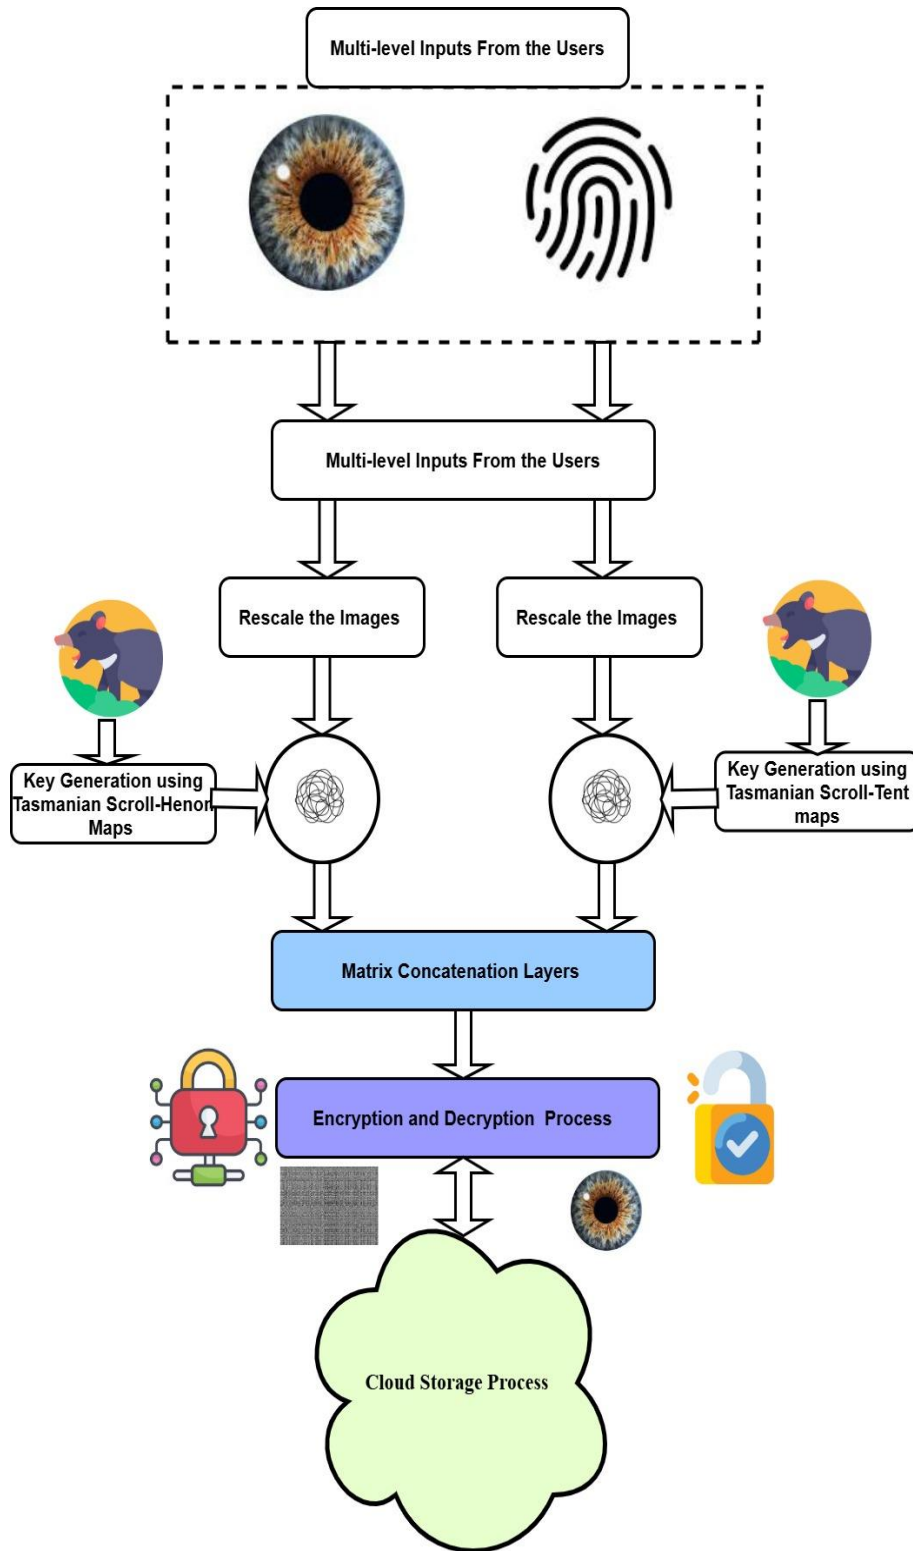 Multi-level Inputs From the Users
Multi-level Inputs From the Users
Rescale the Images
Rescale the Images
Key Generation using
Tasmanian Scroll-Henon
Maps
Key Generation using
Tasmanian Scroll-Tent
maps
Matrix Concatenation Layers
Encryption and Decryption Process
Cloud Storage Process